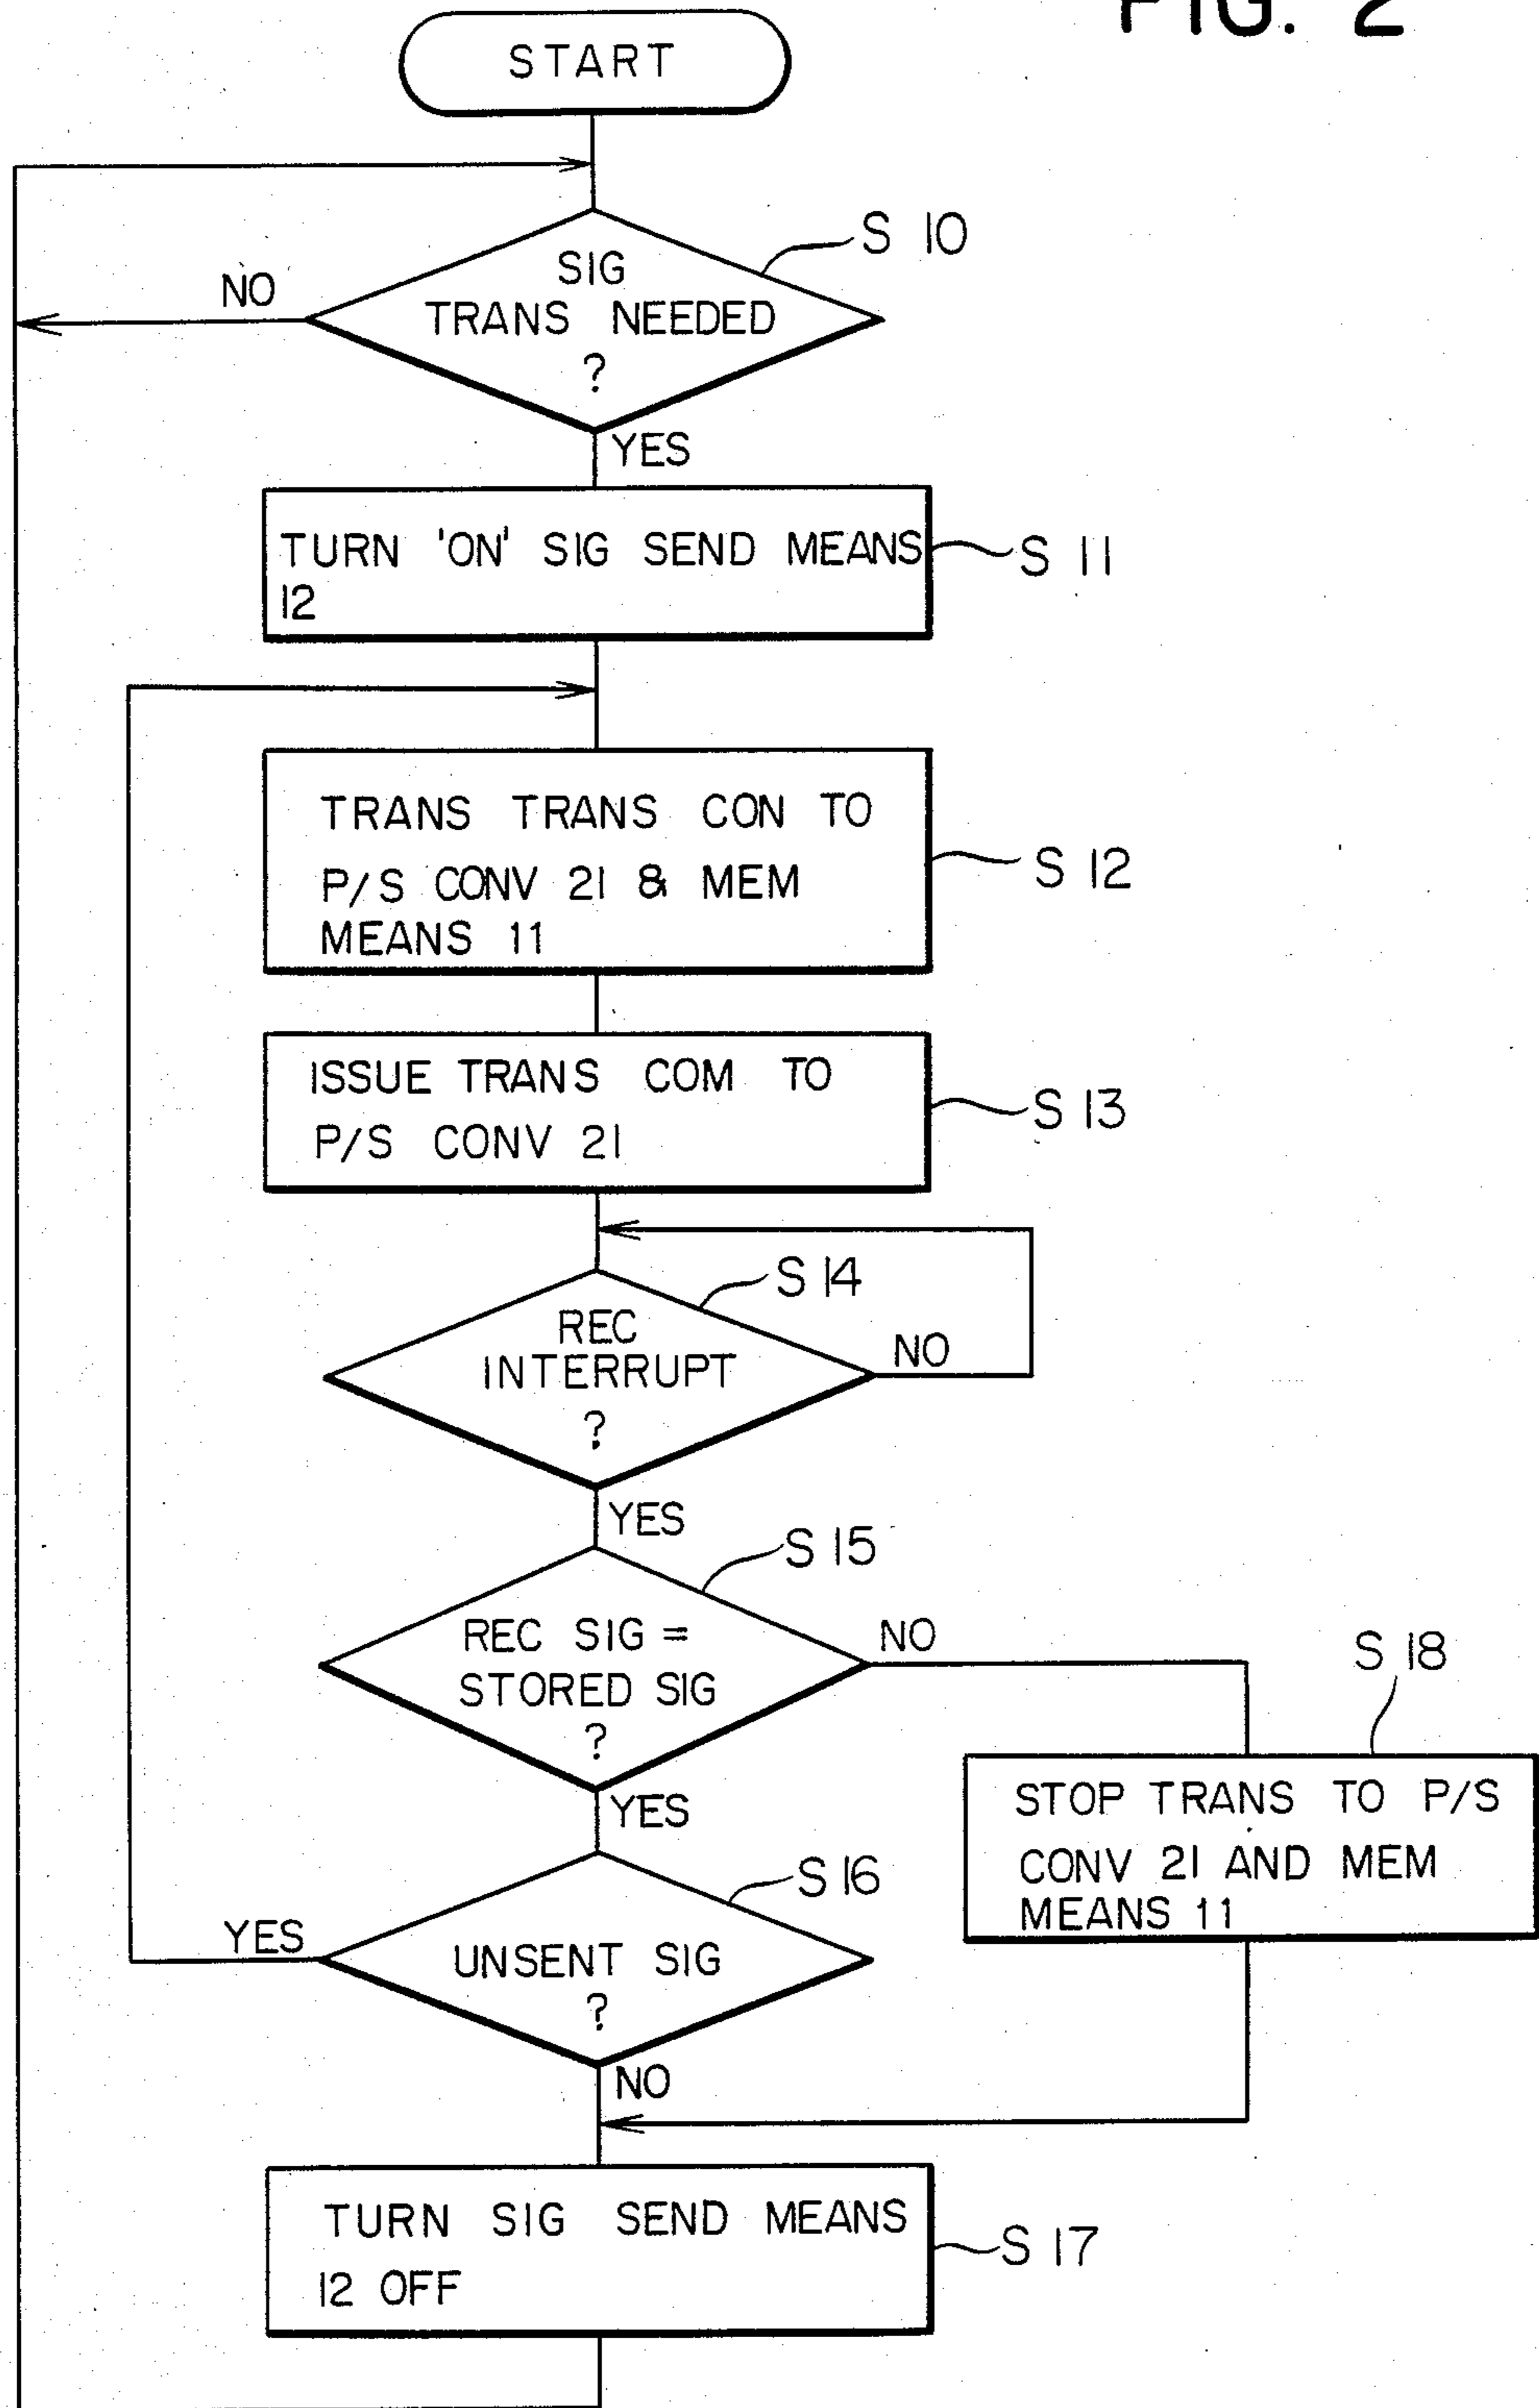 FIG. 2
START
S 10
SIG
TRANS NEEDED
?
NO
YES
TURN 'ON' SIG SEND MEANS
12
S 11
TRANS TRANS CON TO
P/S CONV 21 & MEM
MEANS 11
S 12
ISSUE TRANS COM TO
P/S CONV 21
S 13
S 14
REC
INTERRUPT
?
NO
YES
S 15
REC SIG =
STORED SIG
?
NO
YES
S 18
STOP TRANS TO P/S
CONV 21 AND MEM
MEANS 11
S 16
UNSENT SIG
?
YES
NO
TURN SIG SEND MEANS
12 OFF
S 17